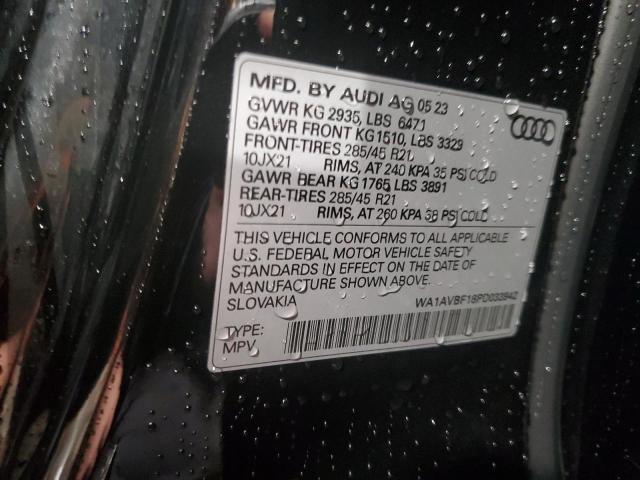 MFD. BY AUDI AG 05 23
GVWR KG 2935, LBS 6471
GAWR FRONT KG1510, LBS 3329
FRONT-TIRES 285/45 R21
10JX21 RIMS, AT 240 KPA 35 PSI COLD
GAWR REAR KG 1765, LBS 3891
REAR-TIRES 285/45 R21
10JX21 RIMS, AT 260 KPA 38 PSI COLD
THIS VEHICLE CONFORMS TO ALL APPLICABLE
U.S. FEDERAL MOTOR VEHICLE SAFETY
STANDARDS IN EFFECT ON THE DATE OF
MANUFACTURE SHOWN ABOVE.
SLOVAKIA WA1AVBF18PD033942
TYPE:
MPV